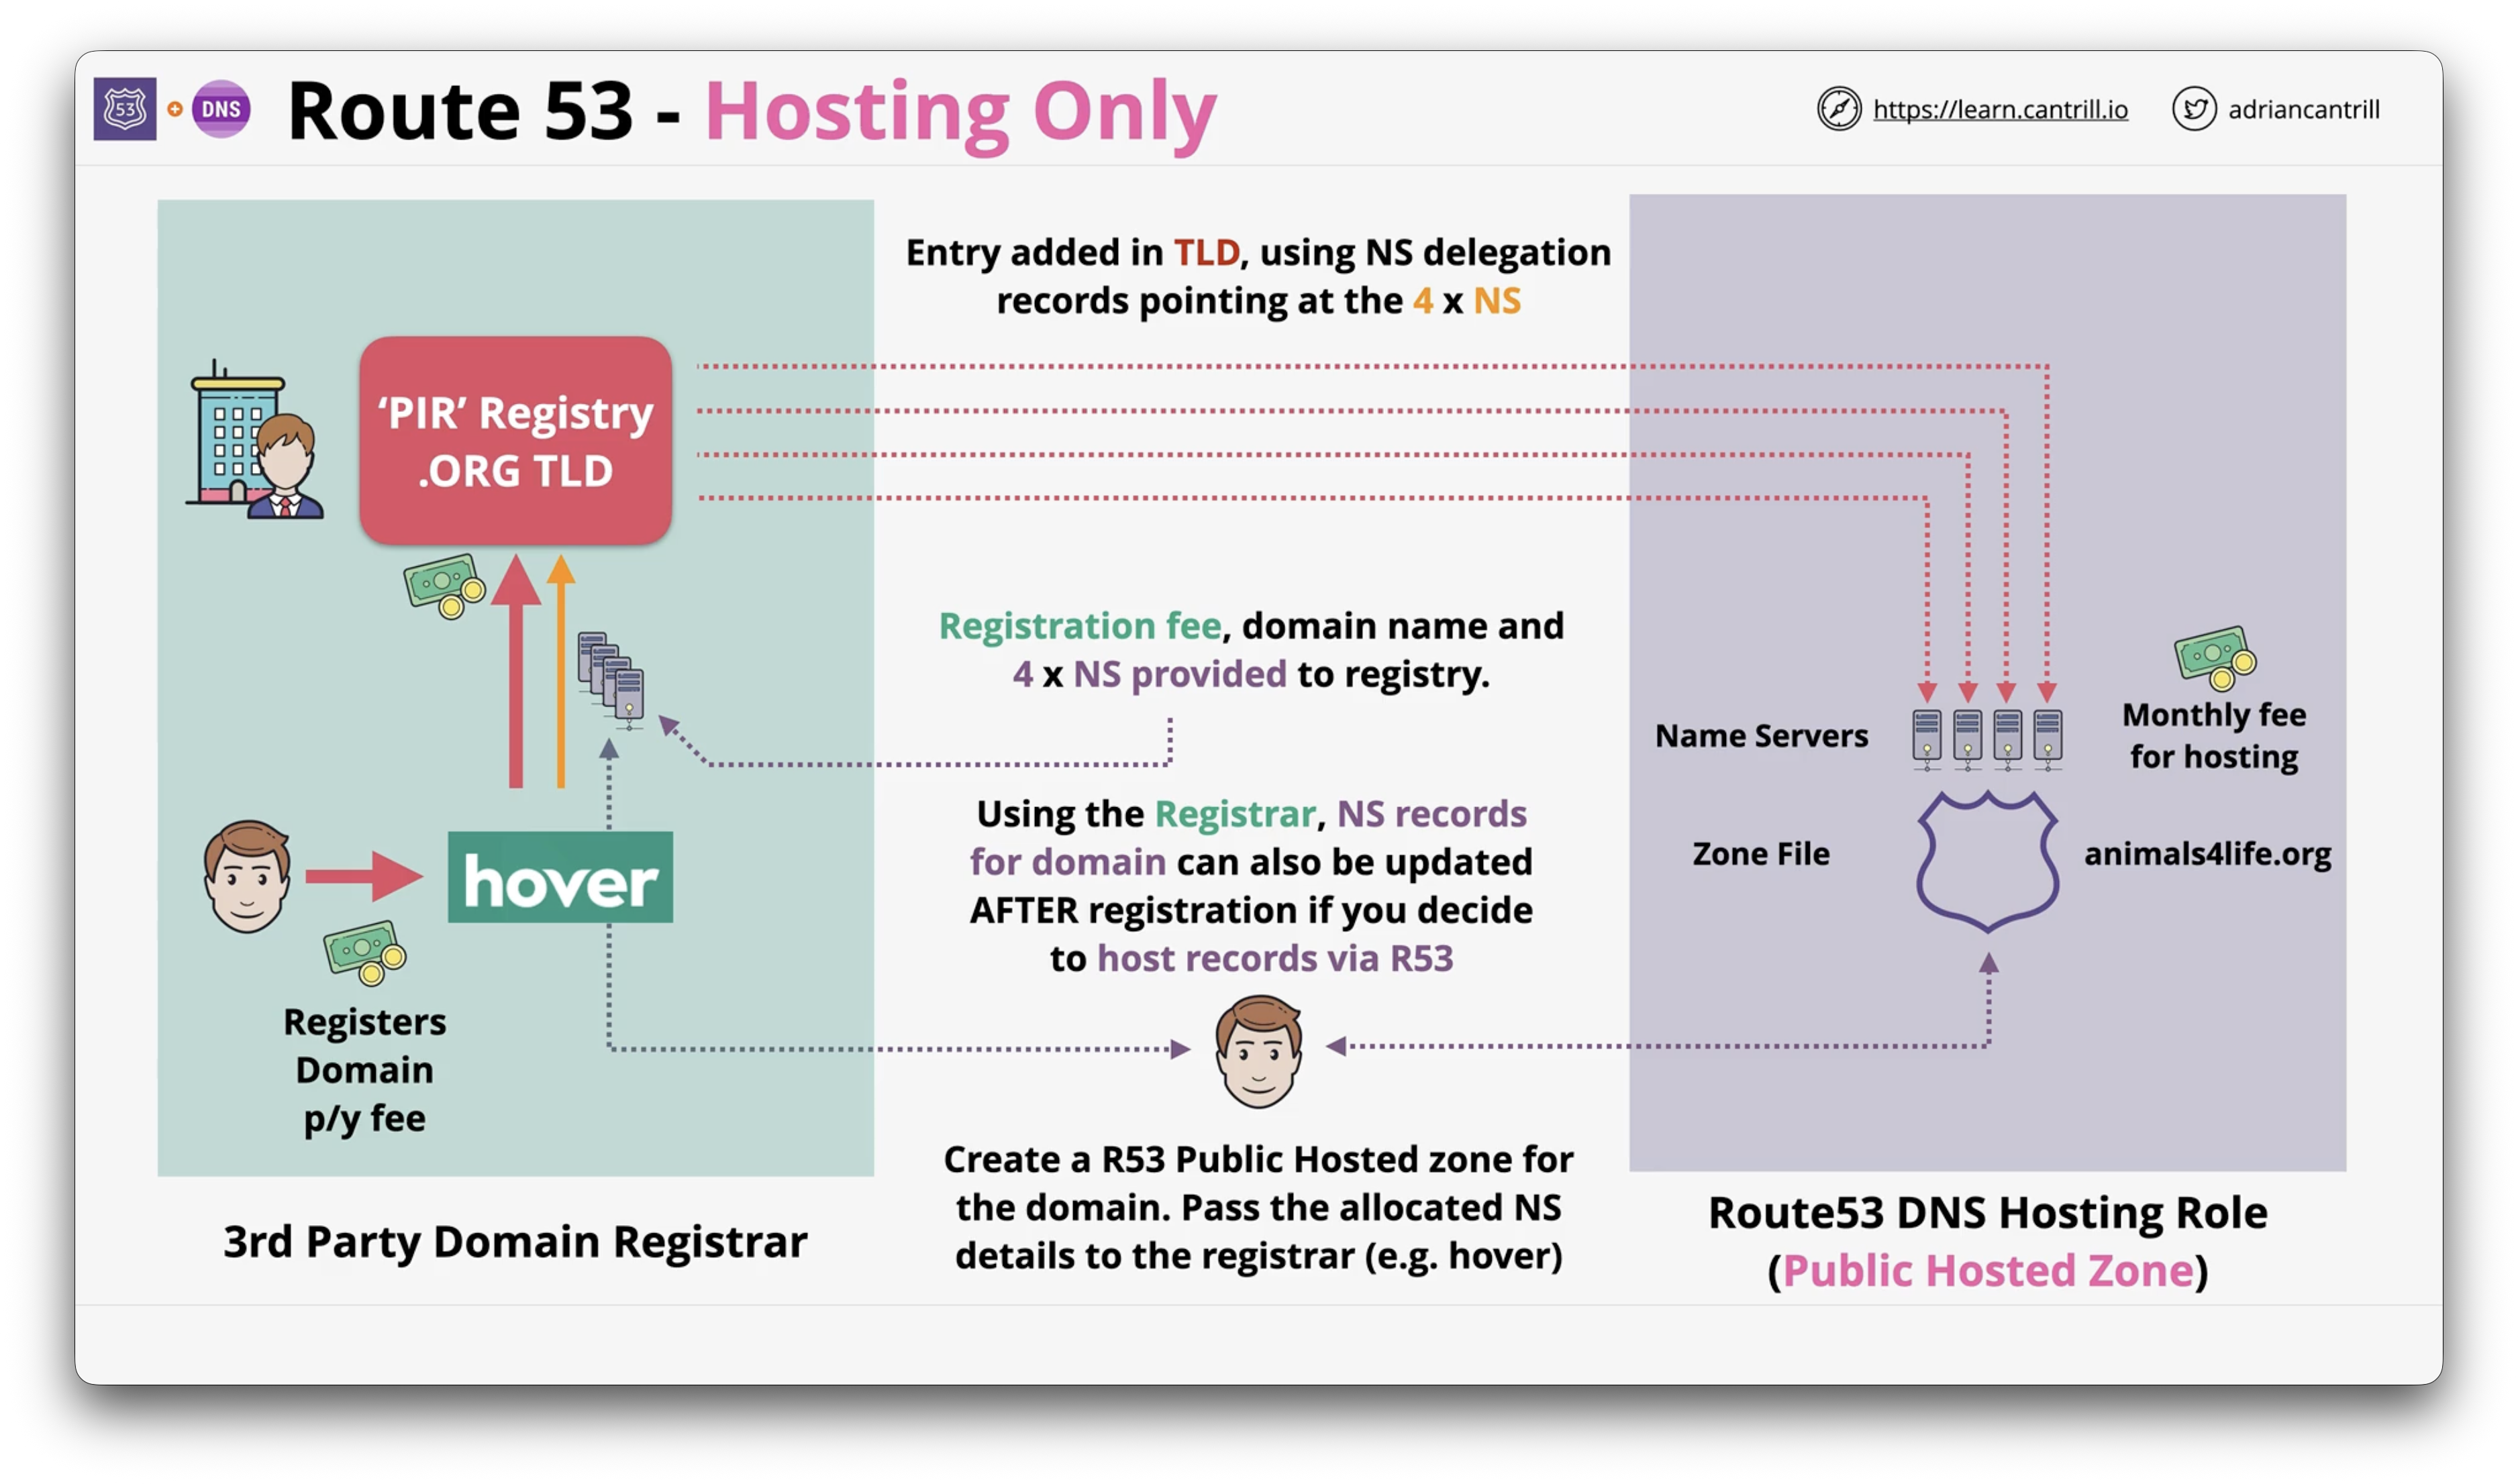 53
DNS
Route 53 - Hosting Only
https://learn.cantrill.io
adriancantrill
Entry added in TLD, using NS delegation
records pointing at the 4 x NS
‘PIR’ Registry
.ORG TLD
Registration fee, domain name and
4 x NS provided to registry.
Name Servers
Monthly fee
for hosting
Using the Registrar, NS records
for domain can also be updated
AFTER registration if you decide
to host records via R53
Zone File
animals4life.org
hover
Registers
Domain
p/y fee
Create a R53 Public Hosted zone for
the domain. Pass the allocated NS
details to the registrar (e.g. hover)
3rd Party Domain Registrar
Route53 DNS Hosting Role
(Public Hosted Zone)